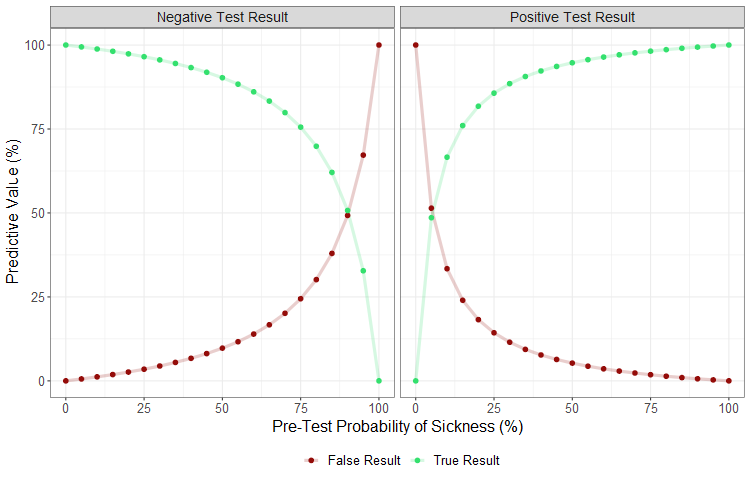 Negative Test Result Positive Test Result
100
75
50
25
0
Predictive Value (%)
0 25 50 75 100 0 25 50 75 100
Pre-Test Probability of Sickness (%)
False Result True Result